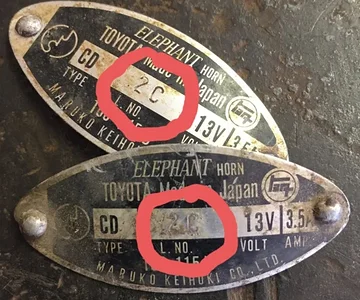 ELEPHANT HORN
TOYOTA Made in Japan
CD 2C 13V 3.5
TYPE L. NO.
MARUKO KEIHOKI
ELEPHANT HORN
TOYOTA Made in Japan
CD 2C 13V 3.5
TYPE L. NO. VOLT AMP.
115
MARUKO KEIHOKI CO., LTD.